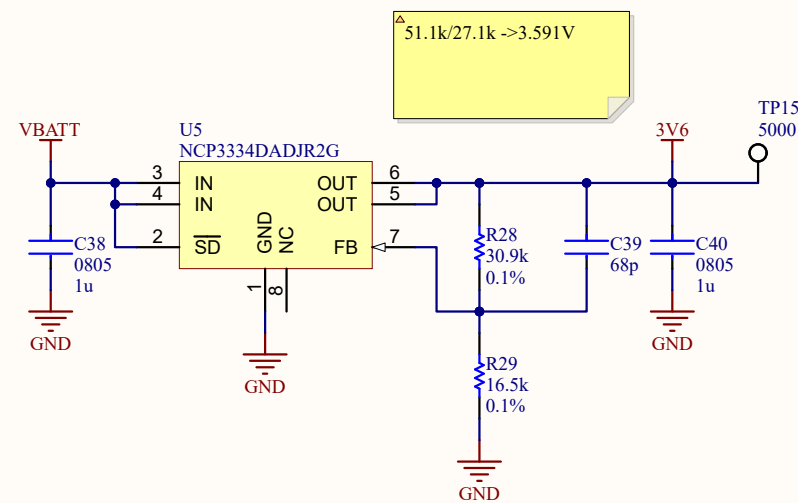 51.1k/27.1k ->3.591V
VBATT
U5
NCP3334DADJR2G
3V6
TP15
5000
3
IN
OUT
6
4
IN
OUT
5
2
SD
GND
NC
FB
7
1
8
C38
0805
1u
GND
GND
R28
30.9k
0.1%
C39
68p
C40
0805
1u
GND
R29
16.5k
0.1%
GND